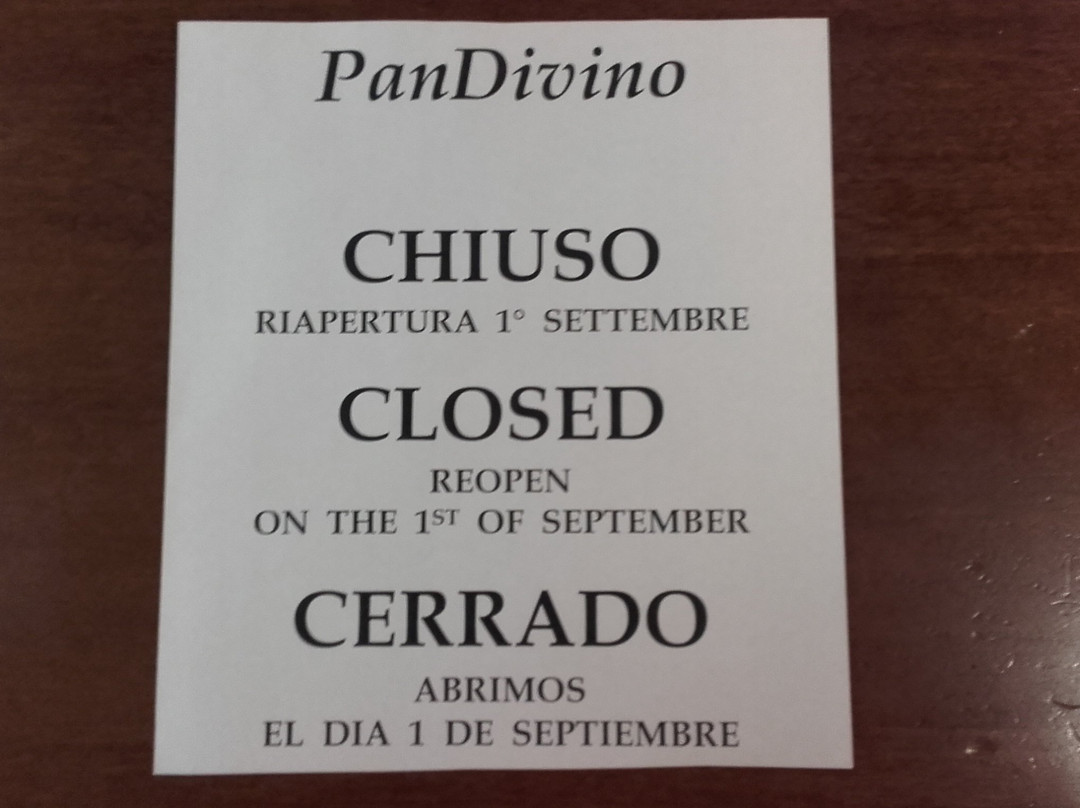 PanDivino
CHIUSO
RIAPERTURA 1° SETTEMBRE
CLOSED
REOPEN
ON THE 1ST OF SEPTEMBER
CERRADO
ABRIMOS
EL DIA 1 DE SEPTIEMBRE